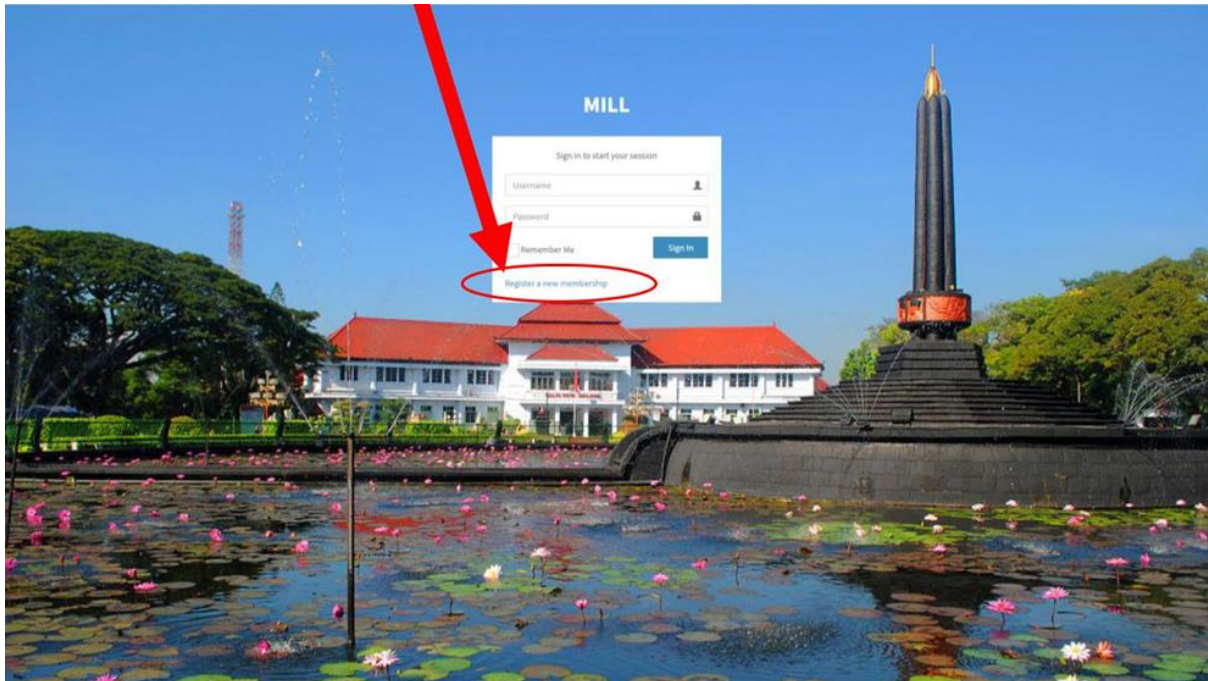 MILL
Sign in to start your session
Username
Password
Remember Me
Sign In
Register a new membership